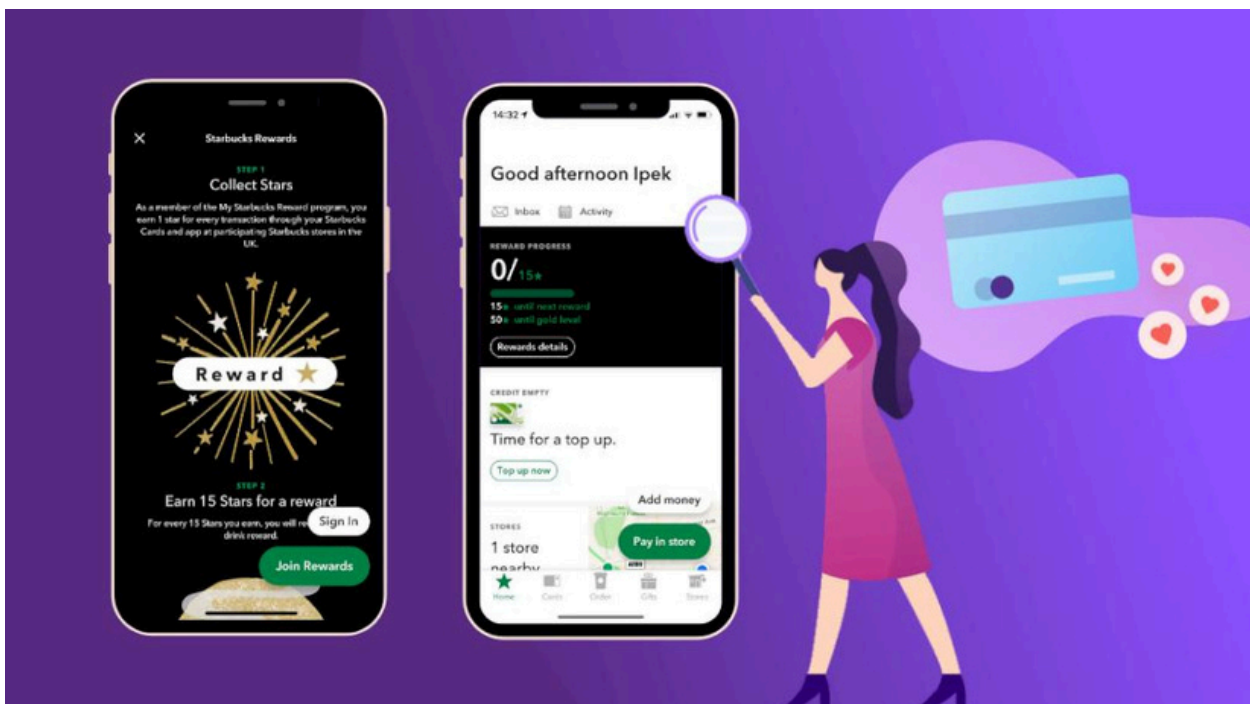 Starbucks Rewards
STEP 1
Collect Stars
As a member of the My Starbucks Reward program, you
earn 1 star for every transaction through your Starbucks
Cards and app at participating Starbucks stores in the
UK.
Reward
STEP 2
Earn 15 Stars for a reward
For every 15 Stars you earn, you will
drink reward.
Sign In
Join Rewards
14:32
Good afternoon Ipek
Inbox Activity
REWARD PROGRESS
0/15★
15★ until next reward
50★ until gold level
Rewards details
CREDIT EMPTY
Time for a top up.
Top up now
Add money
STORES
1 store
nearby
Pay in store
Home Cards Order Gifts Stores